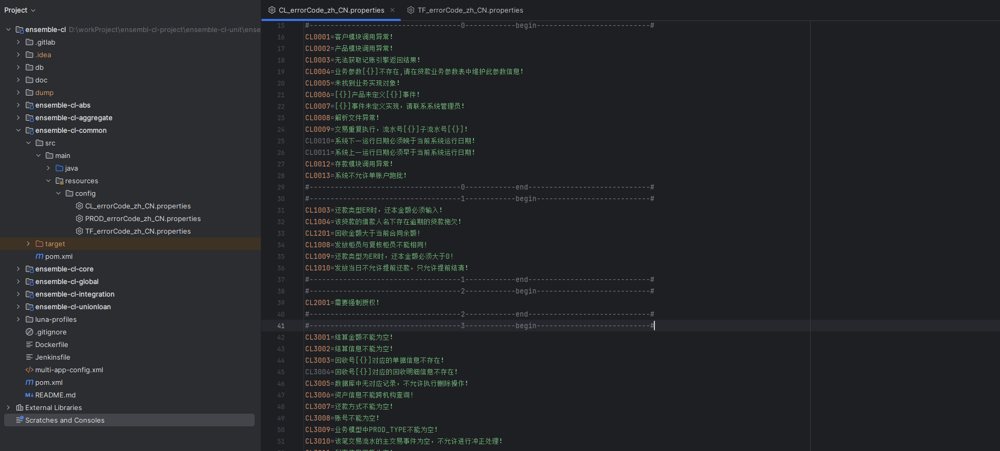 Project
ensemble-cl D:\workProject\ensembl-cl-project\ensemble-cl-unit\ense
.gitlab
.idea
db
doc
dump
ensemble-cl-abs
ensemble-cl-aggregate
ensemble-cl-common
src
main
java
resources
config
CL_errorCode_zh_CN.properties
PROD_errorCode_zh_CN.properties
TF_errorCode_zh_CN.properties
target
pom.xml
ensemble-cl-core
ensemble-cl-global
ensemble-cl-integration
ensemble-cl-unionloan
luna-profiles
.gitignore
Dockerfile
Jenkinsfile
multi-app-config.xml
pom.xml
README.md
External Libraries
Scratches and Consoles
CL_errorCode_zh_CN.properties TF_errorCode_zh_CN.properties
15 #------------------------------------0------------begin---------------------------#
16 CL0001=客户模块调用异常!
17 CL0002=产品模块调用异常!
18 CL0003=无法获取记账引擎返回结果!
19 CL0004=业务参数[{}]不存在,请在贷款业务参数表中维护此参数信息!
20 CL0005=未找到业务实现对象!
21 CL0006=[{}]产品未定义[{}]事件!
22 CL0007=[{}]事件未定义实现，请联系系统管理员!
23 CL0008=解析文件异常!
24 CL0009=交易重复执行，流水号[{}]子流水号[{}]!
25 CL0010=系统下一运行日期必须晚于当前系统运行日期!
26 CL0011=系统上一运行日期必须早于当前系统运行日期!
27 CL0012=存款模块调用异常!
28 CL0013=系统不允许单账户跑批!
29 #------------------------------------0------------end-----------------------------#
30 #------------------------------------1------------begin---------------------------#
31 CL1003=还款类型ER时，还本金额必须输入!
32 CL1004=该贷款的借款人名下存在逾期的贷款拖欠!
33 CL1201=回收金额大于当前合同余额!
34 CL1008=发放柜员与复核柜员不能相同!
35 CL1009=还款类型为ER时，还本金额必须大于0!
36 CL1010=发放当日不允许提前还款，只允许提前结清!
37 #------------------------------------1------------end-----------------------------#
38 #------------------------------------2------------begin---------------------------#
39 CL2001=需要强制授权!
40 #------------------------------------2------------end-----------------------------#
41 #------------------------------------3------------begin---------------------------#
42 CL3001=结算金额不能为空!
43 CL3002=结算信息不能为空!
44 CL3003=回收号[{}]对应的单据信息不存在!
45 CL3004=回收号[{}]对应的回收明细信息不存在!
46 CL3005=数据库中无对应记录，不允许执行删除操作!
47 CL3006=资产信息不能跨机构查询!
48 CL3007=还款方式不能为空!
49 CL3008=账号不能为空!
50 CL3009=业务模型中PROD_TYPE不能为空!
51 CL3010=该笔交易流水的主交易事件为空，不允许进行冲正处理!